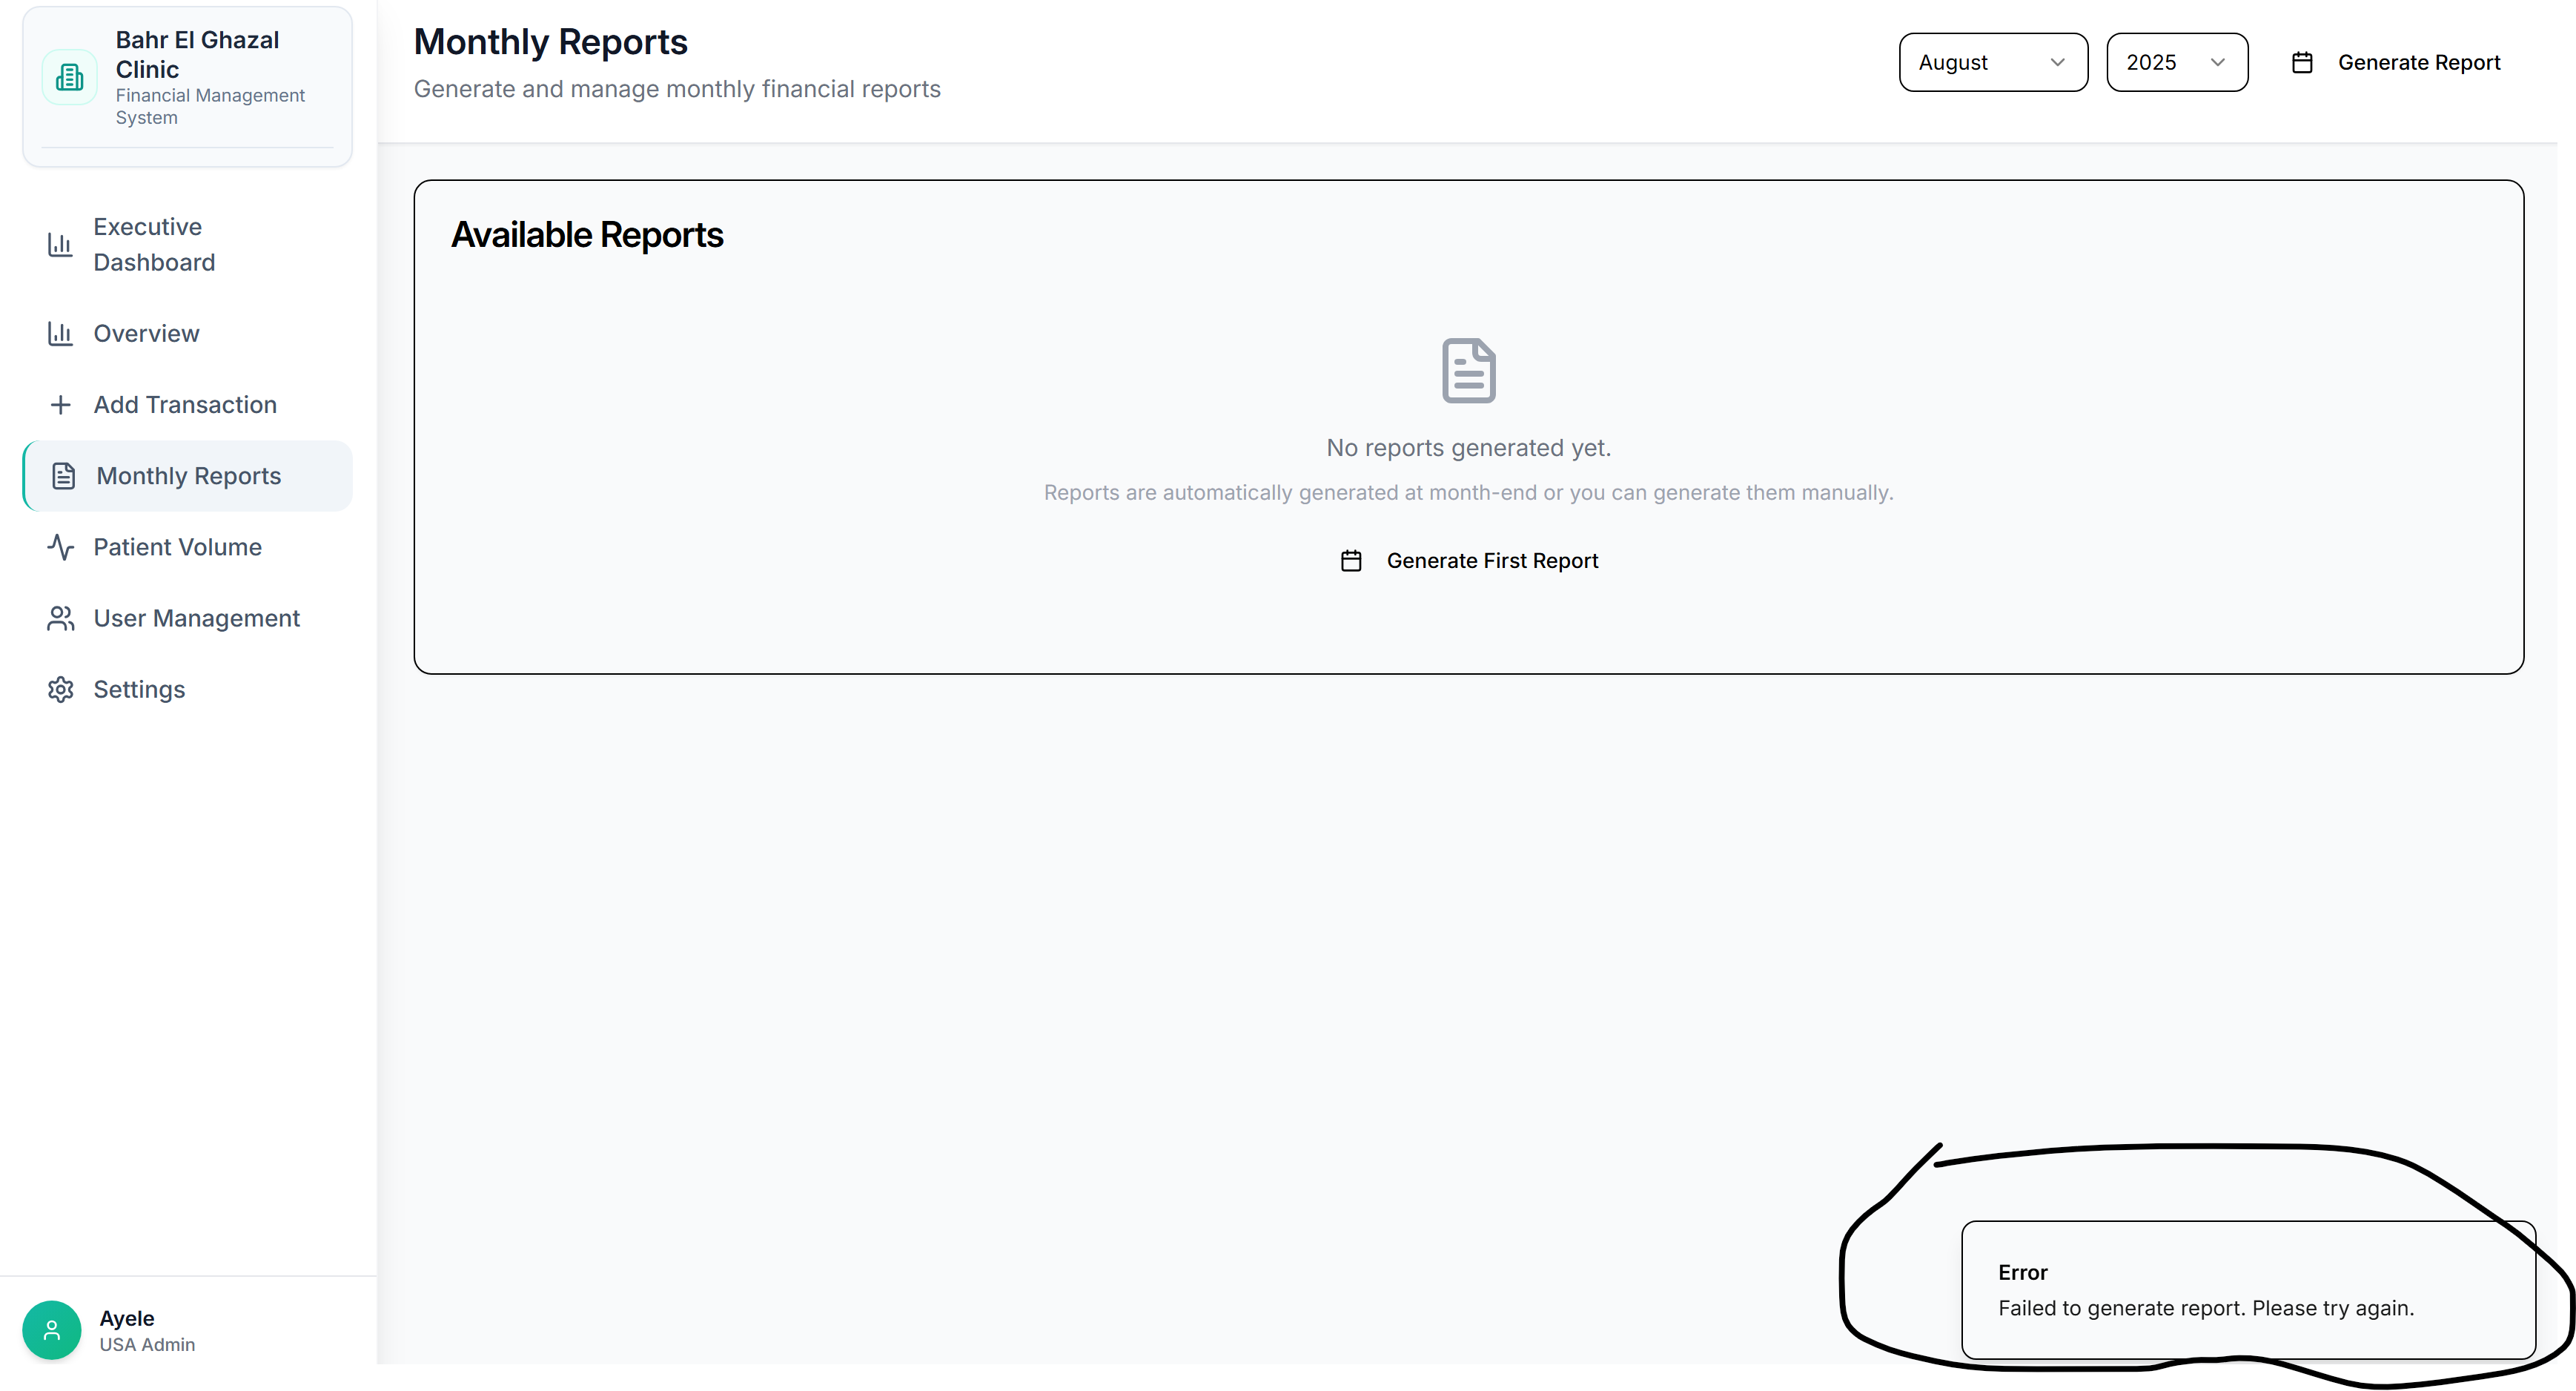 Bahr El Ghazal
Clinic
Financial Management
System
Executive
Dashboard
Overview
Add Transaction
Monthly Reports
Patient Volume
User Management
Settings
Ayele
USA Admin
Monthly Reports
Generate and manage monthly financial reports
August
2025
Generate Report
Available Reports
No reports generated yet.
Reports are automatically generated at month-end or you can generate them manually.
Generate First Report
Error
Failed to generate report. Please try again.